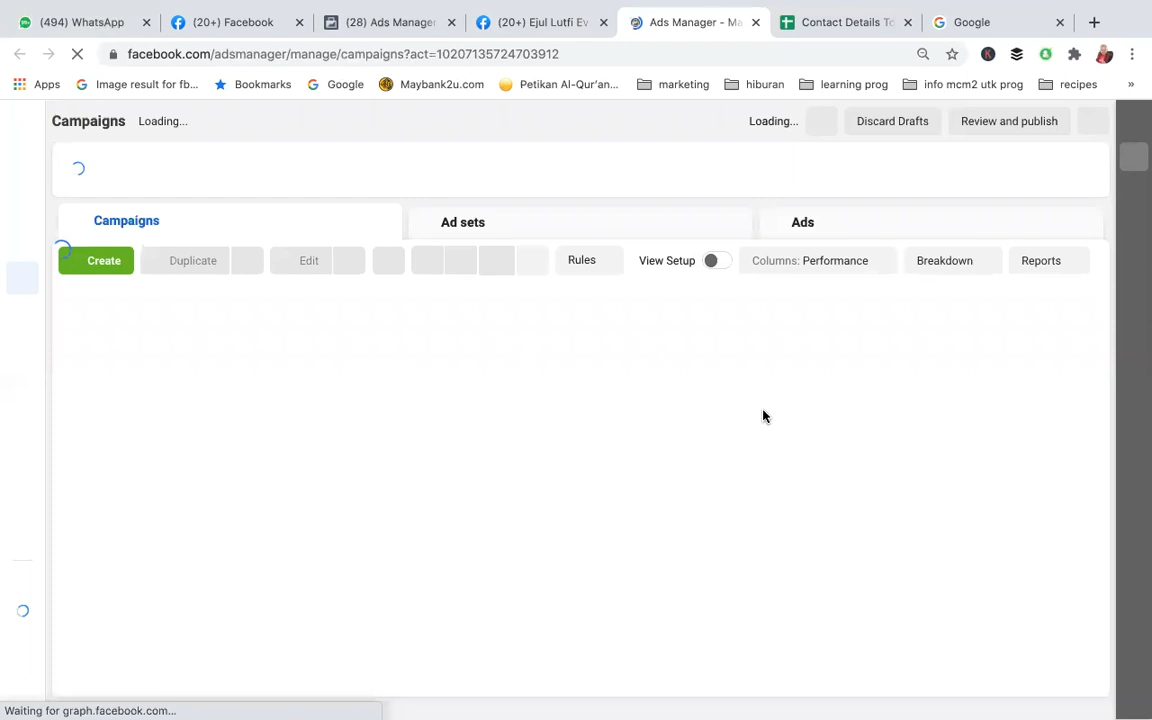 (494) WhatsApp
(20+) Facebook
(28) Ads Manager
(20+) Ejul Lutfi Ev
Ads Manager - Ma
Contact Details To
Google
facebook.com/adsmanager/manage/campaigns?act=10207135724703912
Apps
Image result for fb...
Bookmarks
Google
Maybank2u.com
Petikan Al-Qur'an...
marketing
hiburan
learning prog
info mcm2 utk prog
recipes
»
Campaigns
Loading...
Loading...
Discard Drafts
Review and publish
Campaigns
Ad sets
Ads
Create
Duplicate
Edit
Rules
View Setup
Columns: Performance
Breakdown
Reports
Waiting for graph.facebook.com...